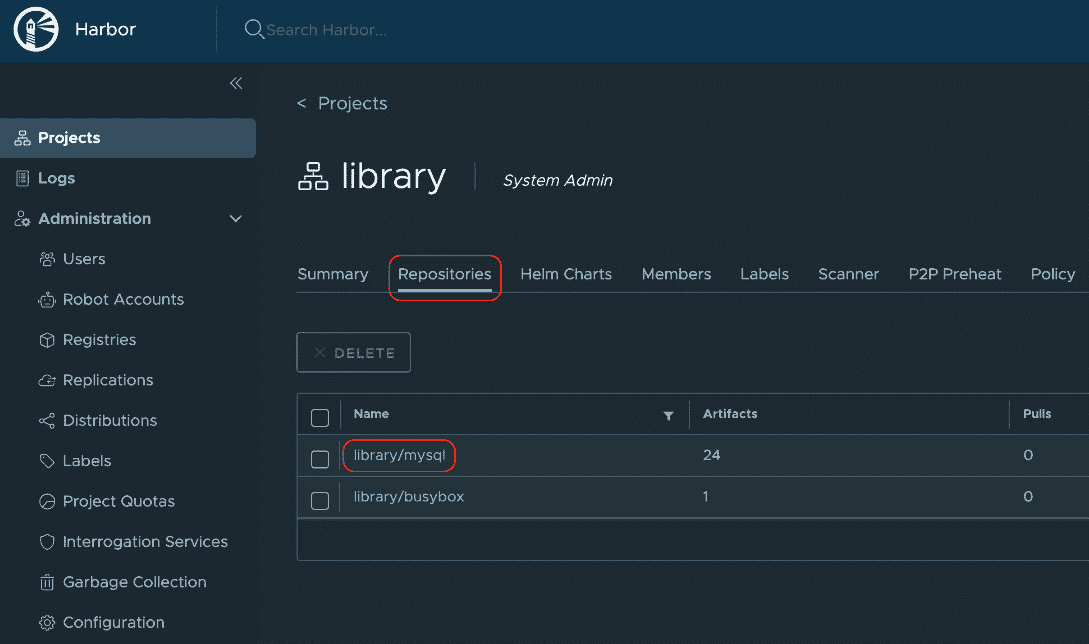 Harbor
Search Harbor...
Projects
Logs
Administration
Users
Robot Accounts
Registries
Replications
Distributions
Labels
Project Quotas
Interrogation Services
Garbage Collection
Configuration
< Projects
library System Admin
Summary Repositories Helm Charts Members Labels Scanner P2P Preheat Policy
DELETE
Name Artifacts Pulls
library/mysql 24 0
library/busybox 1 0